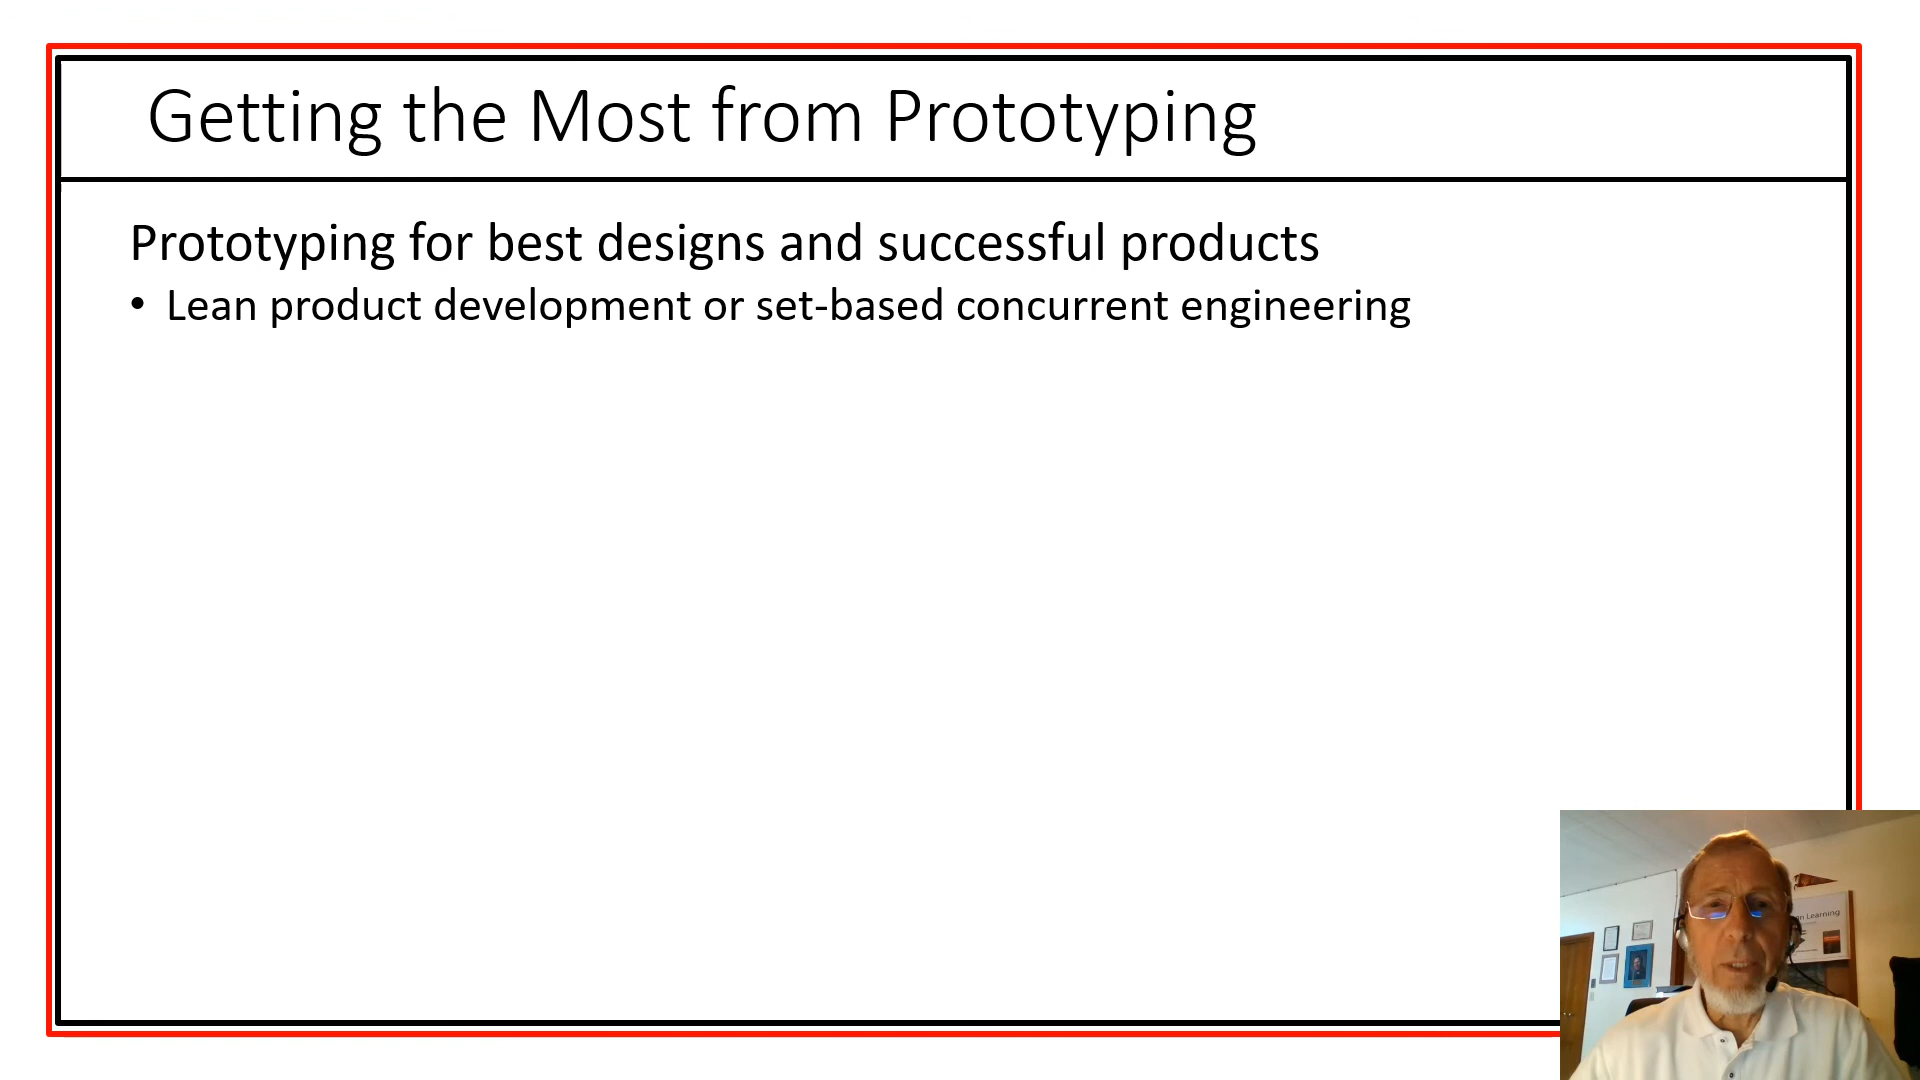 Getting the Most from Prototyping
Prototyping for best designs and successful products
• Lean product development or set-based concurrent engineering
Learning